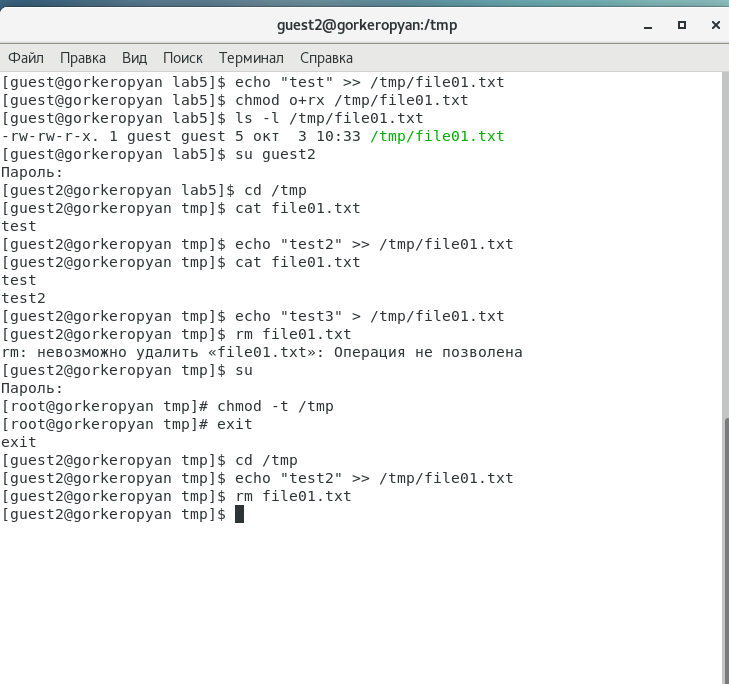 guest2@gorkeropyan:/tmp
Файл Правка Вид Поиск Терминал Справка
[guest@gorkeropyan lab5]$ echo "test" >> /tmp/file01.txt
[guest@gorkeropyan lab5]$ chmod o+rx /tmp/file01.txt
[guest@gorkeropyan lab5]$ ls -l /tmp/file01.txt
-rw-rw-r-x. 1 guest guest 5 окт  3 10:33 /tmp/file01.txt
[guest@gorkeropyan lab5]$ su guest2
Пароль:
[guest2@gorkeropyan lab5]$ cd /tmp
[guest2@gorkeropyan tmp]$ cat file01.txt
test
[guest2@gorkeropyan tmp]$ echo "test2" >> /tmp/file01.txt
[guest2@gorkeropyan tmp]$ cat file01.txt
test
test2
[guest2@gorkeropyan tmp]$ echo "test3" > /tmp/file01.txt
[guest2@gorkeropyan tmp]$ rm file01.txt
rm: невозможно удалить «file01.txt»: Операция не позволена
[guest2@gorkeropyan tmp]$ su
Пароль:
[root@gorkeropyan tmp]# chmod -t /tmp
[root@gorkeropyan tmp]# exit
exit
[guest2@gorkeropyan tmp]$ cd /tmp
[guest2@gorkeropyan tmp]$ echo "test2" >> /tmp/file01.txt
[guest2@gorkeropyan tmp]$ rm file01.txt
[guest2@gorkeropyan tmp]$